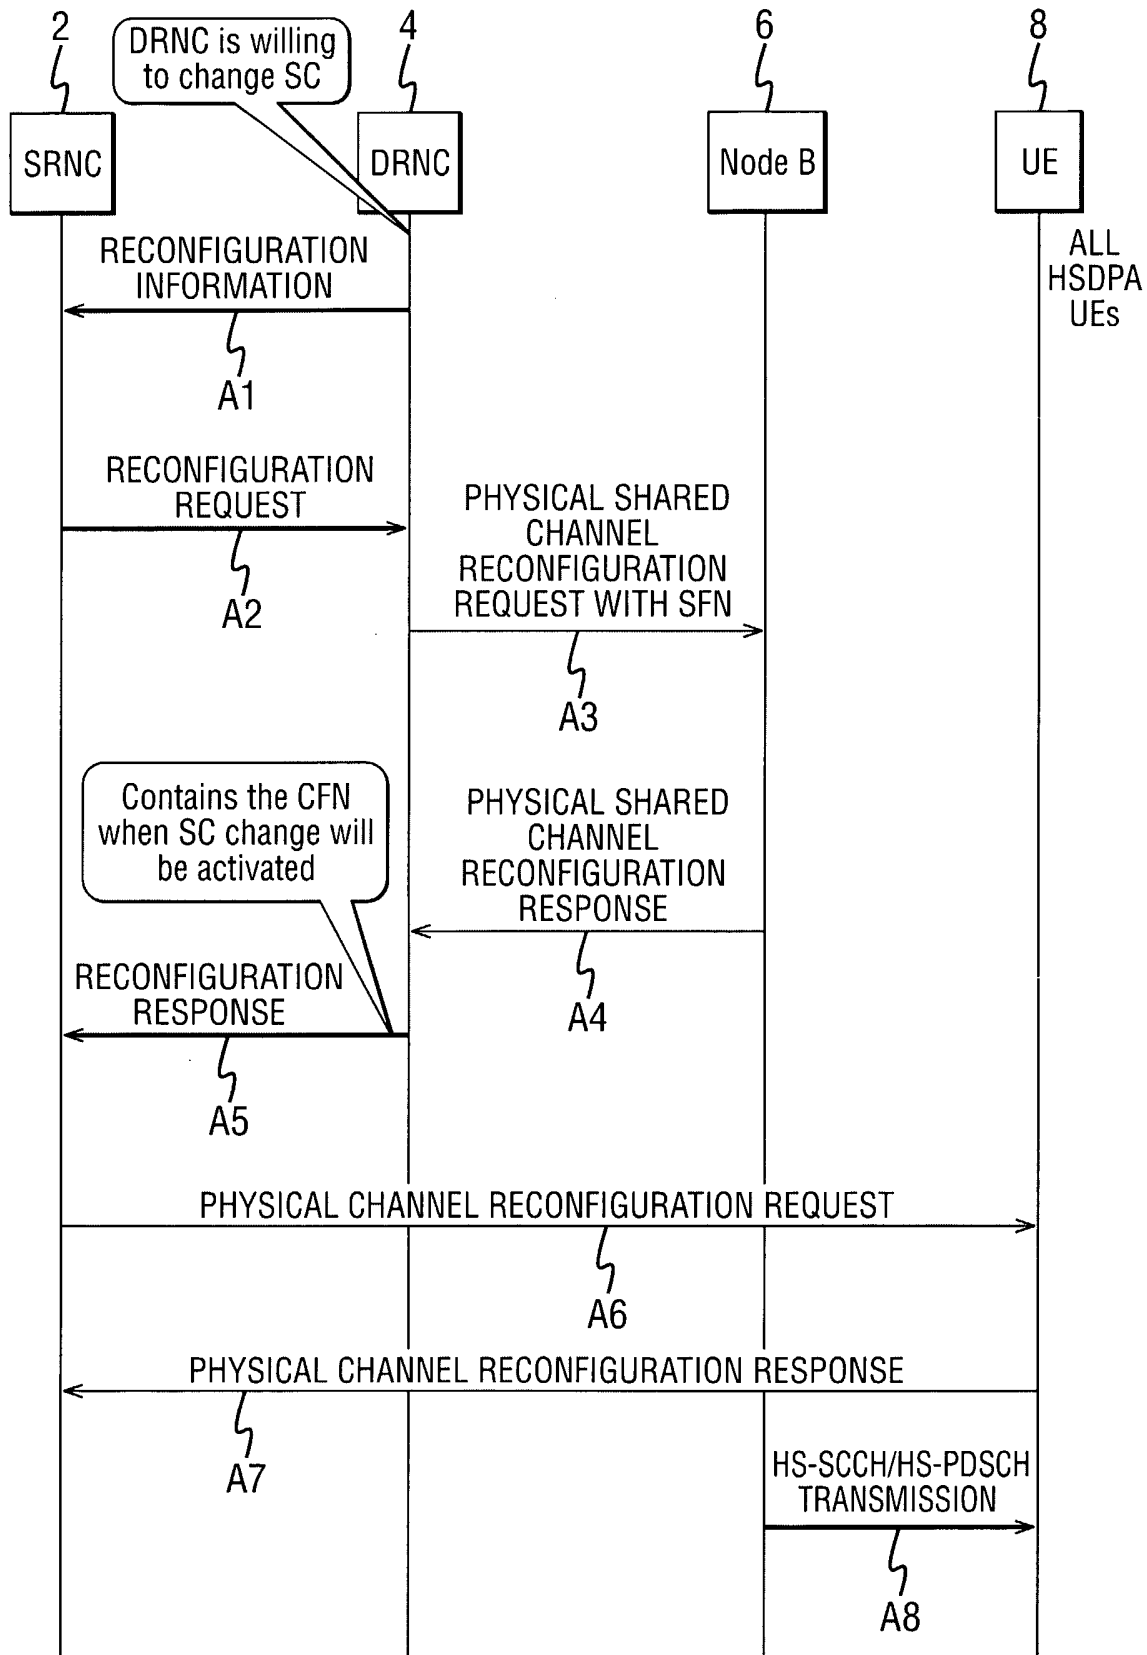 2
4
6
8
DRNC is willing
to change SC
SRNC
DRNC
Node B
UE
ALL
HSDPA
UEs
RECONFIGURATION
INFORMATION
A1
RECONFIGURATION
REQUEST
A2
PHYSICAL SHARED
CHANNEL
RECONFIGURATION
REQUEST WITH SFN
A3
Contains the CFN
when SC change will
be activated
PHYSICAL SHARED
CHANNEL
RECONFIGURATION
RESPONSE
A4
RECONFIGURATION
RESPONSE
A5
PHYSICAL CHANNEL RECONFIGURATION REQUEST
A6
PHYSICAL CHANNEL RECONFIGURATION RESPONSE
A7
HS-SCCH/HS-PDSCH
TRANSMISSION
A8